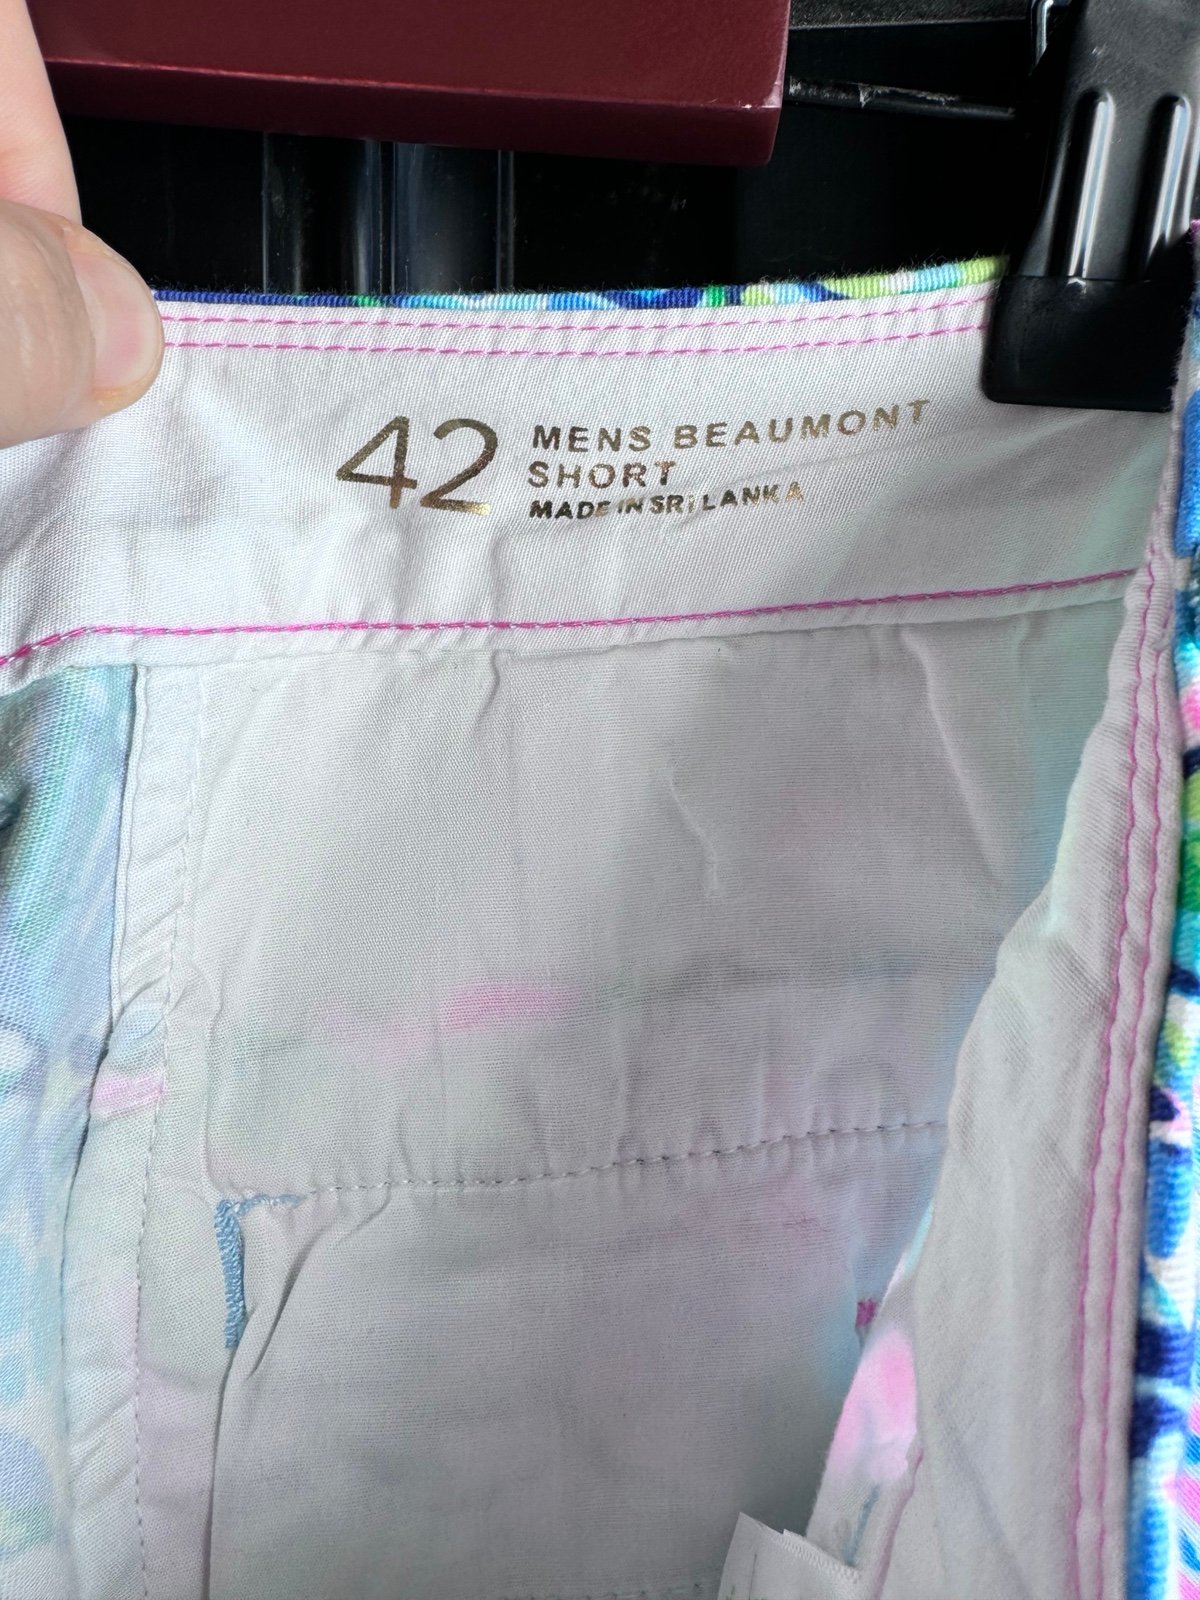 42
MENS BEAUMONT
SHORT
MADE IN SRI LANKA